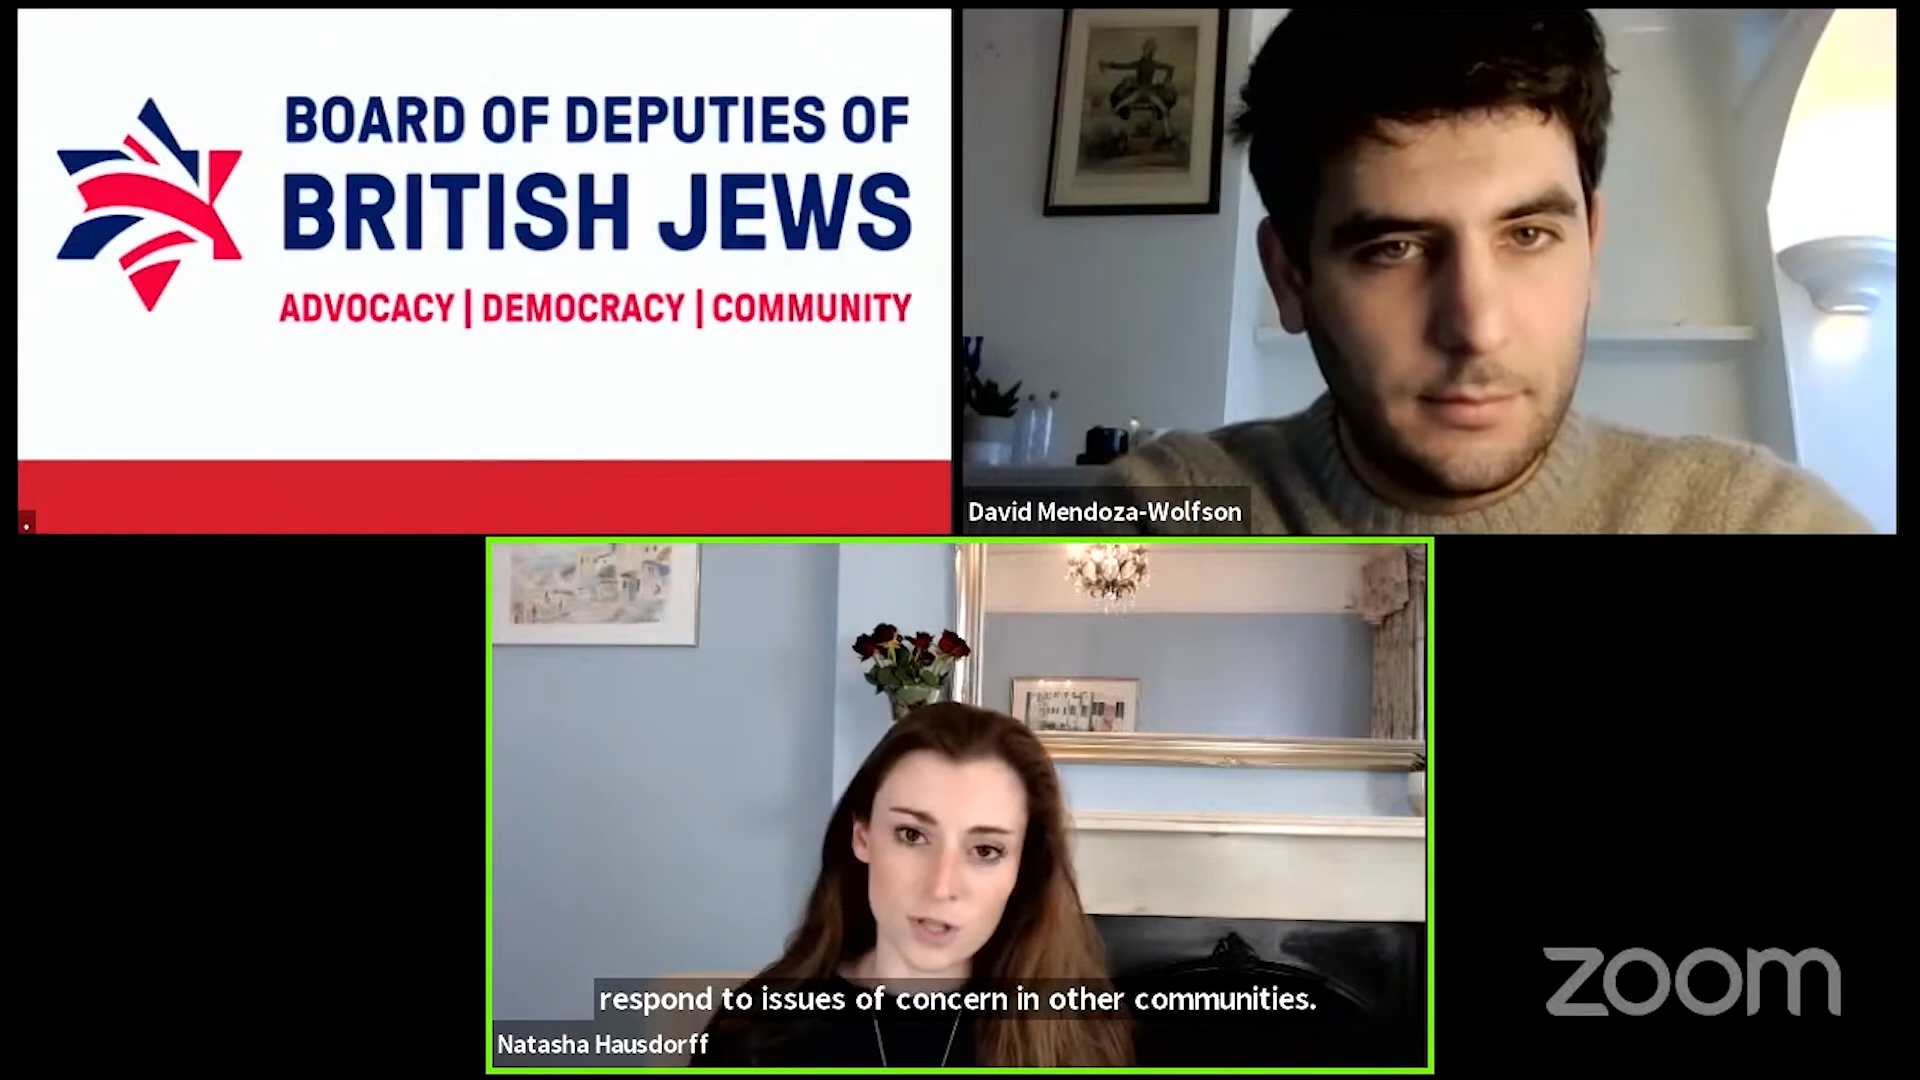 BOARD OF DEPUTIES OF
BRITISH JEWS
ADVOCACY | DEMOCRACY | COMMUNITY
David Mendoza-Wolfson
respond to issues of concern in other communities.
Natasha Hausdorff
zoom